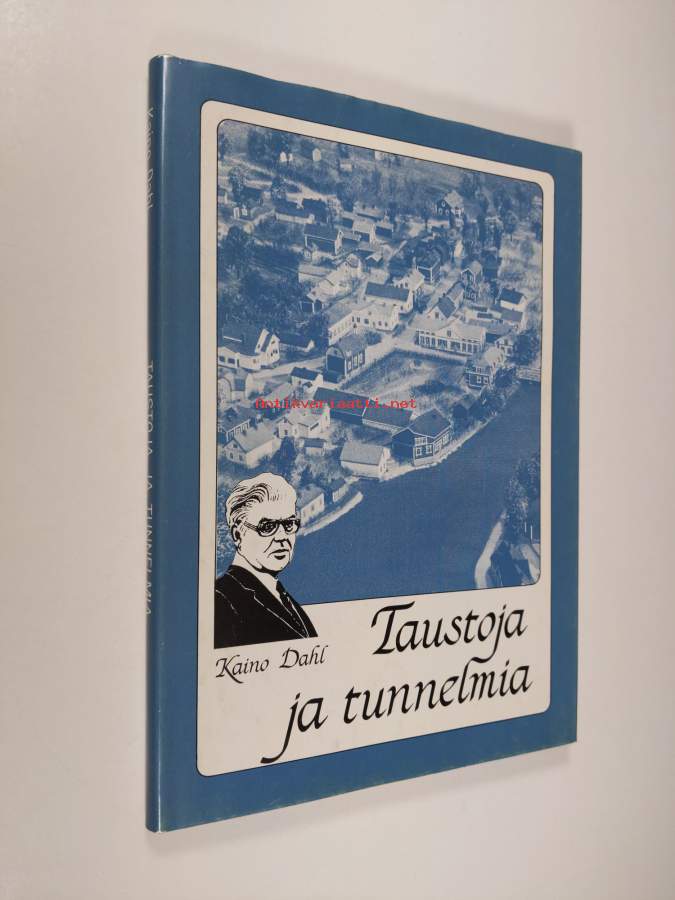 Kaino Dahl
TAUSTOJA JA TUNNELMIA
antikvariaatti.net
Kaino Dahl
Taustoja
ja tunnelmia